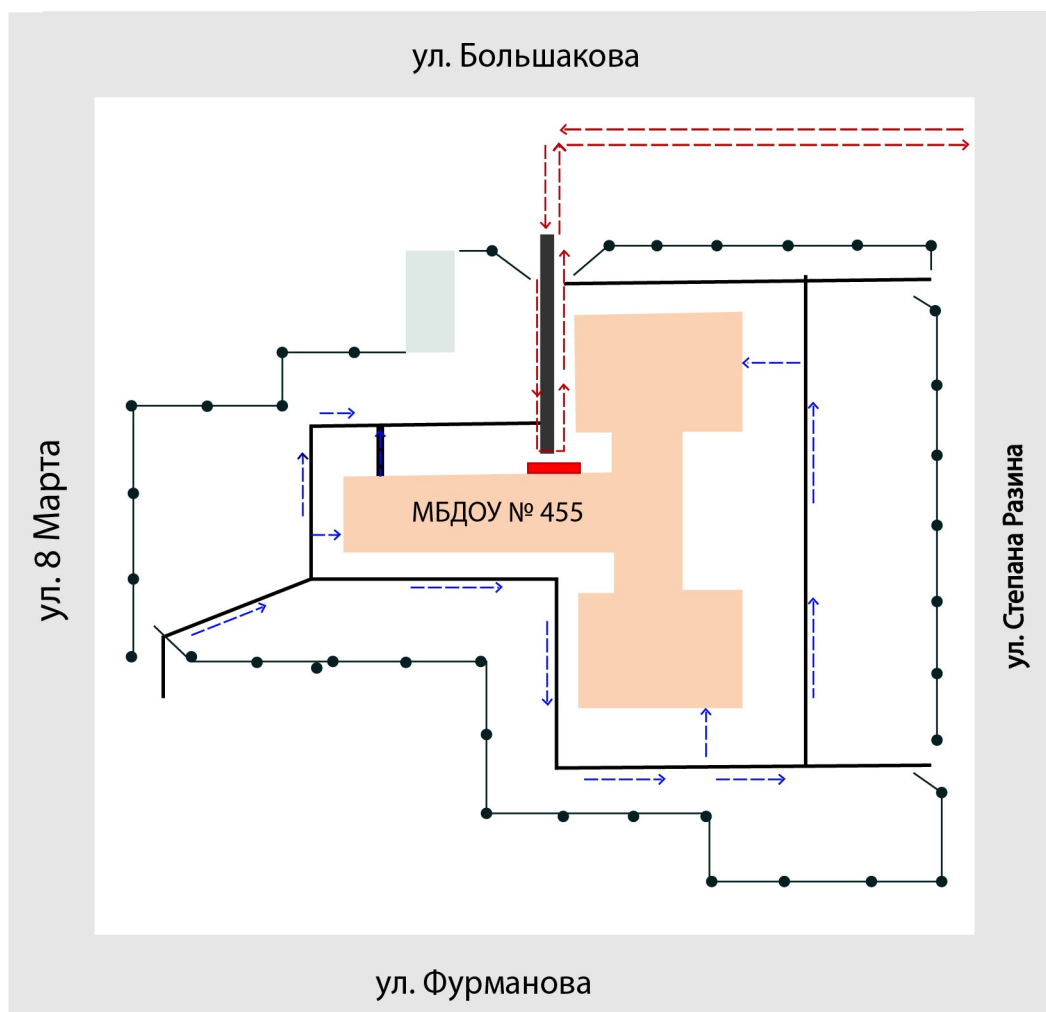 ул. Большакова
ул. 8 Марта
МБДОУ № 455
ул. Степана Разина
ул. Фурманова